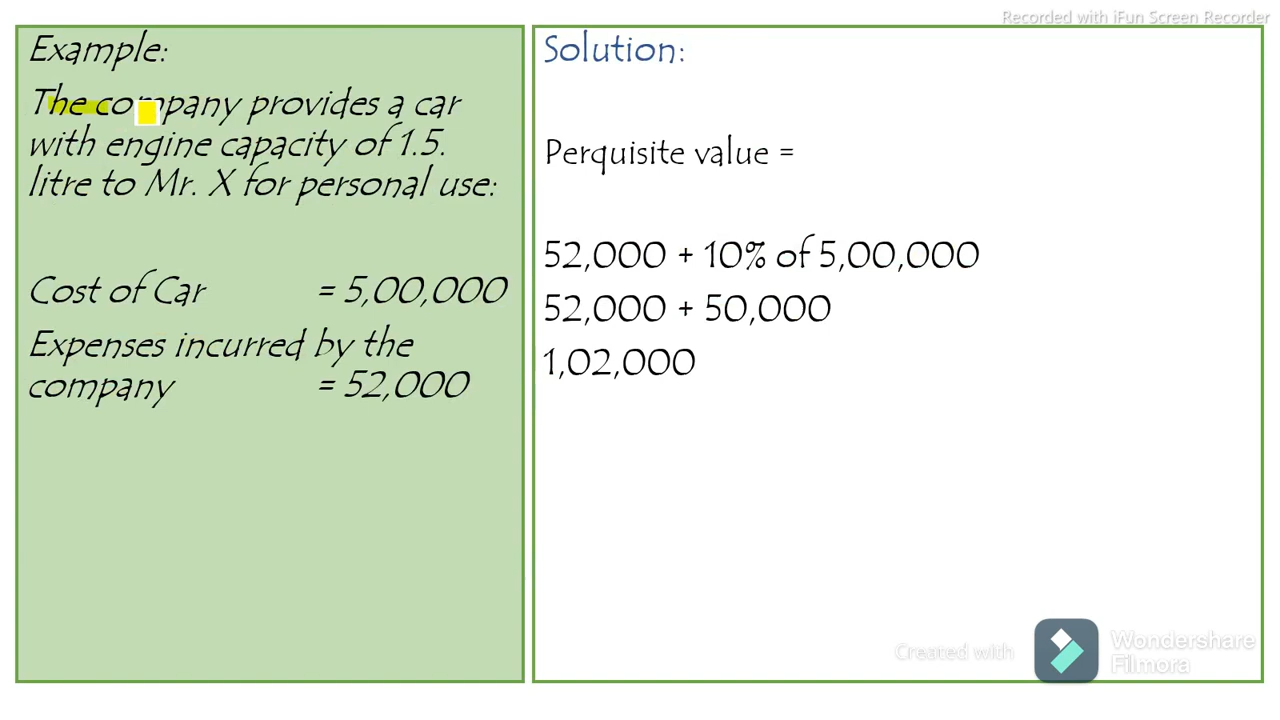 Recorded with iFun Screen Recorder
Example:
The company provides a car
with engine capacity of 1.5.
litre to Mr. X for personal use:
Cost of Car = 5,00,000
Expenses incurred by the
company = 52,000
Solution:
Perquisite value =
52,000 + 10% of 5,00,000
52,000 + 50,000
1,02,000
Created with
Wondershare
Filmora